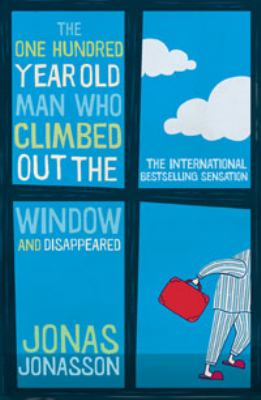 THE
ONE HUNDRED
YEAR OLD
MAN WHO
CLIMBED
OUT THE
THE INTERNATIONAL
BESTSELLING SENSATION
WINDOW
AND DISAPPEARED
JONAS
JONASSON